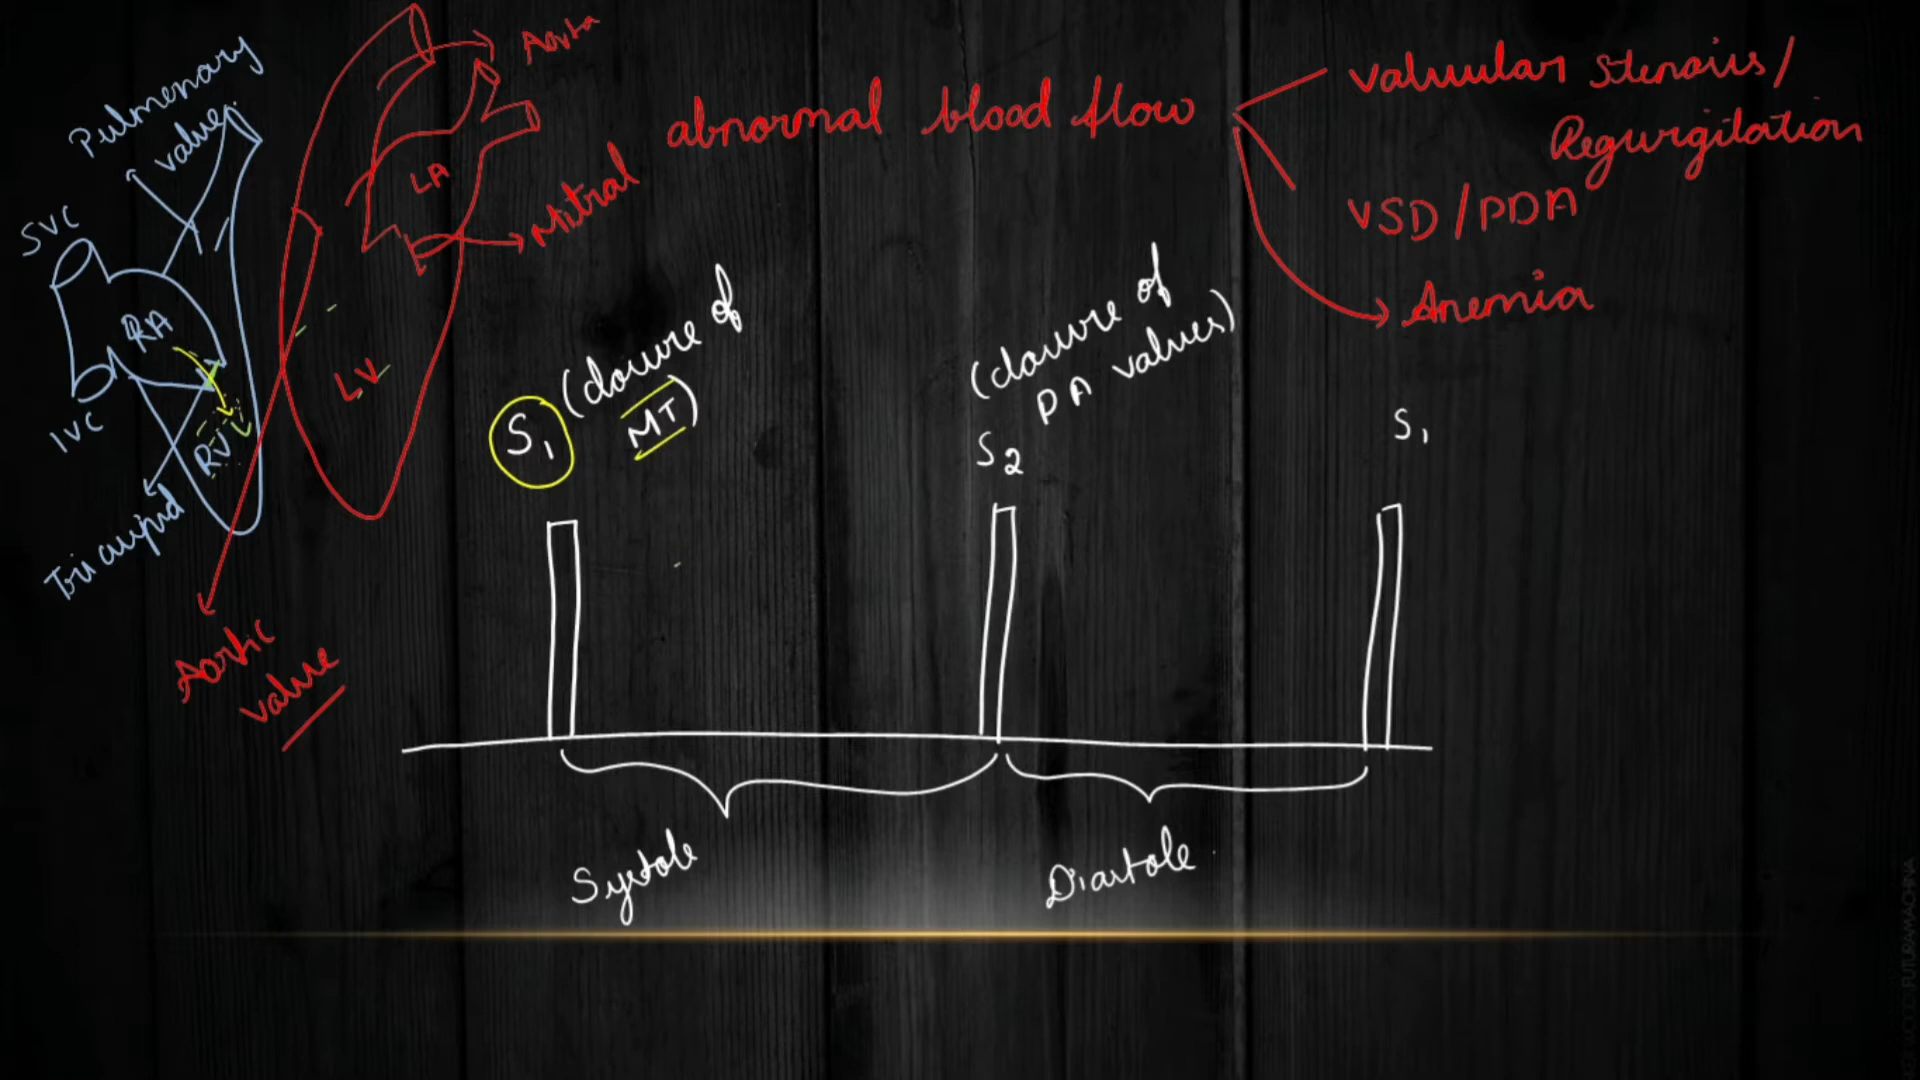 Pulmonary
valve
SVC
RA
IVC
RV
Tricuspid
Aorta
LA
Mitral
LV
Aortic
valve
abnormal blood flow
Valvular Stenosis/
Regurgitation
VSD/PDA
Anemia
S1 (closure of
MT)
(closure of
PA valves)
S2
S1
Systole
Diastole
FUTURAMACHINA